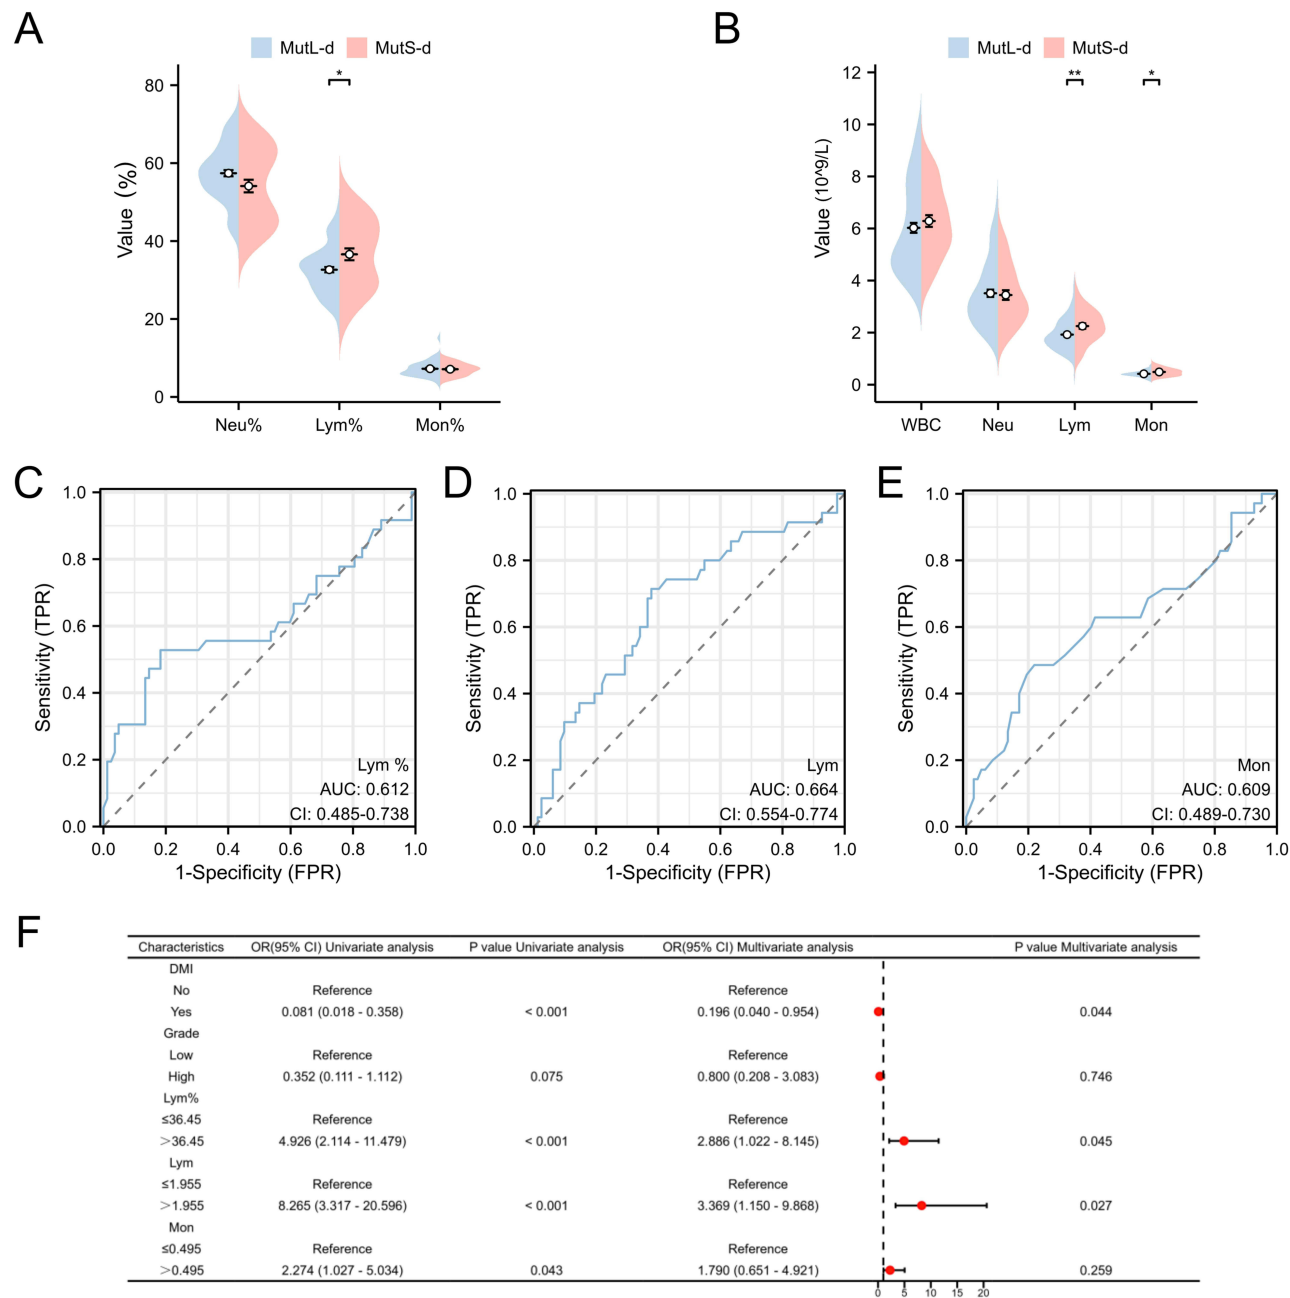 A
MutL-d MutS-d
Value (%)
80
60
40
20
0
*
Neu% Lym% Mon%
B
MutL-d MutS-d
Value (10^9/L)
12
10
8
6
4
2
0
** *
WBC Neu Lym Mon
C
Sensitivity (TPR)
1.0
0.8
0.6
0.4
0.2
0.0
Lym %
AUC: 0.612
CI: 0.485-0.738
0.0 0.2 0.4 0.6 0.8 1.0
1-Specificity (FPR)
D
Sensitivity (TPR)
1.0
0.8
0.6
0.4
0.2
0.0
Lym
AUC: 0.664
CI: 0.554-0.774
0.0 0.2 0.4 0.6 0.8 1.0
1-Specificity (FPR)
E
Sensitivity (TPR)
1.0
0.8
0.6
0.4
0.2
0.0
Mon
AUC: 0.609
CI: 0.489-0.730
0.0 0.2 0.4 0.6 0.8 1.0
1-Specificity (FPR)
F
Characteristics OR(95% CI) Univariate analysis P value Univariate analysis OR(95% CI) Multivariate analysis P value Multivariate analysis
DMI
No Reference Reference
Yes 0.081 (0.018 - 0.358) < 0.001 0.196 (0.040 - 0.954) 0.044
Grade
Low Reference Reference
High 0.352 (0.111 - 1.112) 0.075 0.800 (0.208 - 3.083) 0.746
Lym%
≤36.45 Reference Reference
＞36.45 4.926 (2.114 - 11.479) < 0.001 2.886 (1.022 - 8.145) 0.045
Lym
≤1.955 Reference Reference
＞1.955 8.265 (3.317 - 20.596) < 0.001 3.369 (1.150 - 9.868) 0.027
Mon
≤0.495 Reference Reference
＞0.495 2.274 (1.027 - 5.034) 0.043 1.790 (0.651 - 4.921) 0.259
0 5 10 15 20